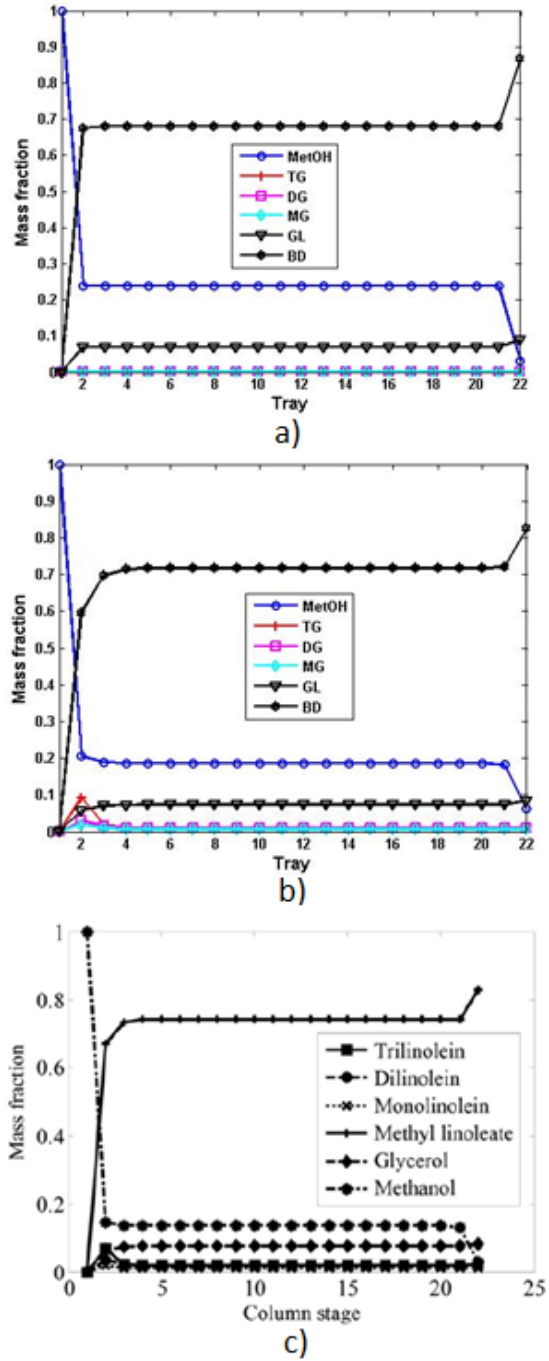 1
0.9
0.8
0.7
0.6
0.5
0.4
0.3
0.2
0.1
0
Mass fraction
MetOH
TG
DG
MG
GL
BD
2 4 6 8 10 12 14 16 18 20 22
Tray
a)
1
0.9
0.8
0.7
0.6
0.5
0.4
0.3
0.2
0.1
0
Mass fraction
MetOH
TG
DG
MG
GL
BD
2 4 6 8 10 12 14 16 18 20 22
Tray
b)
1
0.8
0.6
0.4
0.2
0
Mass fraction
Trilinolein
Dilinolein
Monolinolein
Methyl linoleate
Glycerol
Methanol
0 5 10 15 20 25
Column stage
c)